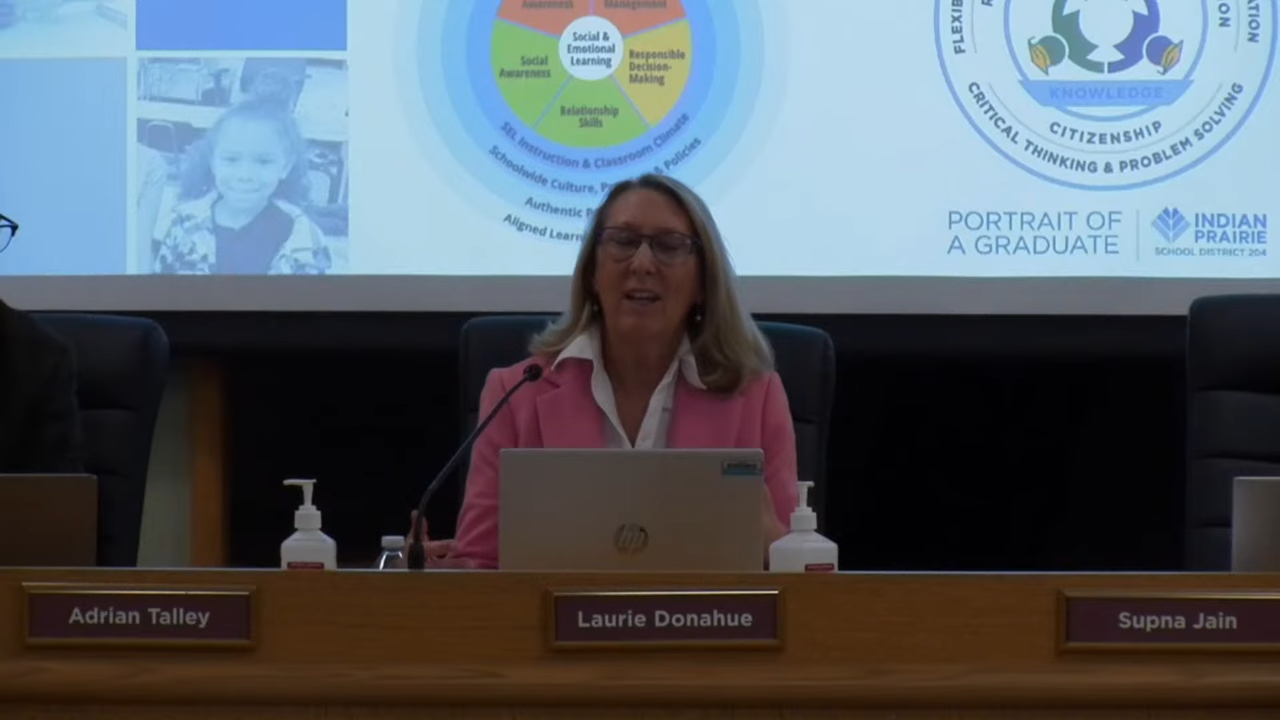 Awareness
Management
Social &
Emotional
Learning
Social
Awareness
Responsible
Decision-
Making
Relationship
Skills
SEL Instruction & Classroom Climate
Schoolwide Culture, Policies
Authentic
Aligned
KNOWLEDGE
CITIZENSHIP
CRITICAL THINKING & PROBLEM SOLVING
PORTRAIT OF
A GRADUATE
INDIAN
PRAIRIE
SCHOOL DISTRICT 204
hp
Adrian Talley
Laurie Donahue
Supna Jain